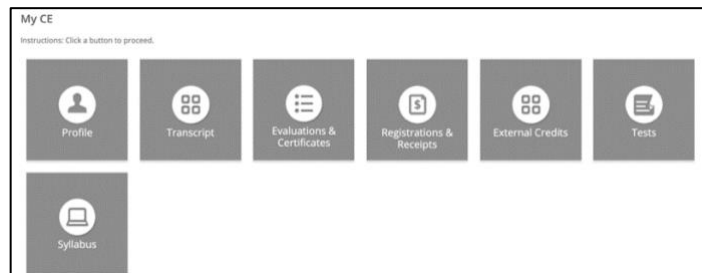 My CE
Instructions: Click a button to proceed.
Profile
Transcript
Evaluations &
Certificates
$
Registrations &
Receipts
External Credits
Tests
Syllabus